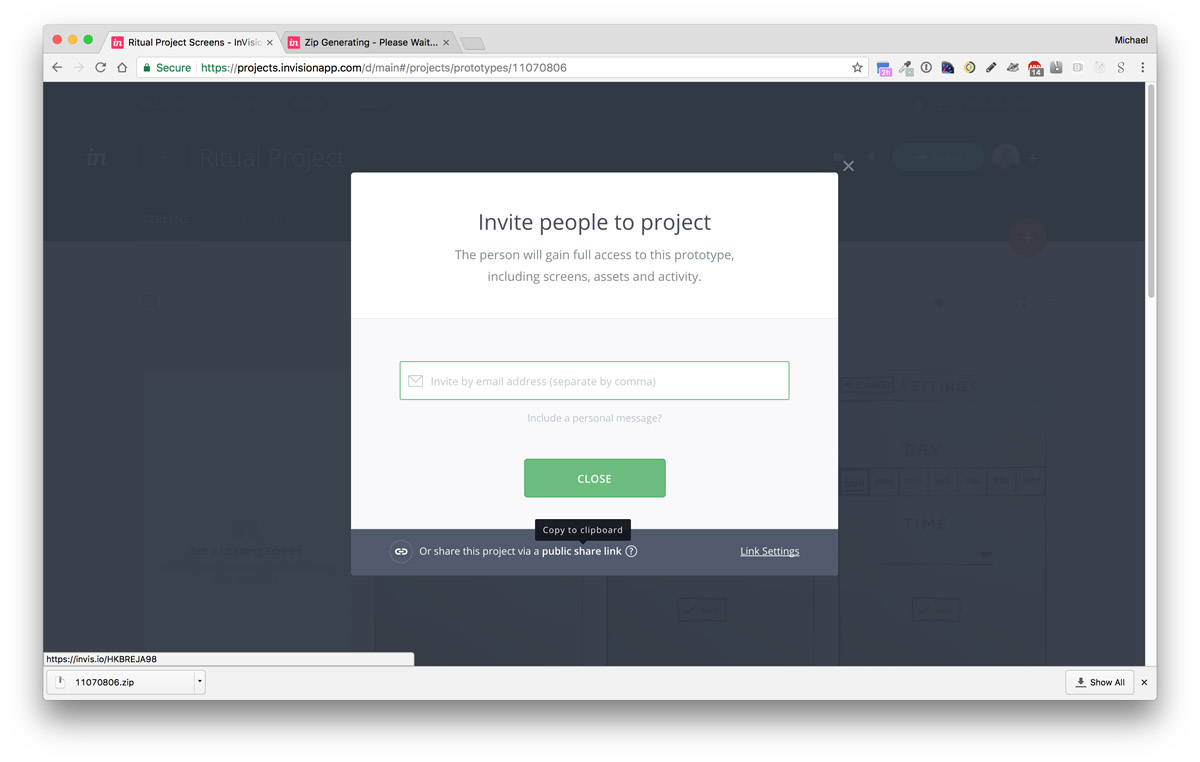 Ritual Project Screens - InVisio
Zip Generating - Please Wait...
Michael
Secure
https://projects.invisionapp.com/d/main#/projects/prototypes/11070806
2h
14
in
Ritual Project
SCREENS
Invite people to project
The person will gain full access to this prototype,
including screens, assets and activity.
Invite by email address (separate by comma)
Include a personal message?
CLOSE
Copy to clipboard
Or share this project via a public share link ?
Link Settings
SETTINGS
DAY
TIME
https://invis.io/HKBREJA98
11070806.zip
Show All